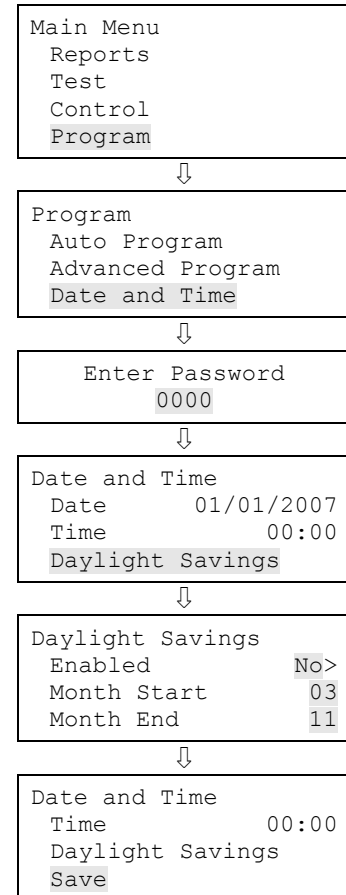 Main Menu
Reports
Test
Control
Program
⇩
Program
Auto Program
Advanced Program
Date and Time
⇩
Enter Password
0000
⇩
Date and Time
Date 01/01/2007
Time 00:00
Daylight Savings
⇩
Daylight Savings
Enabled No>
Month Start 03
Month End 11
⇩
Date and Time
Time 00:00
Daylight Savings
Save